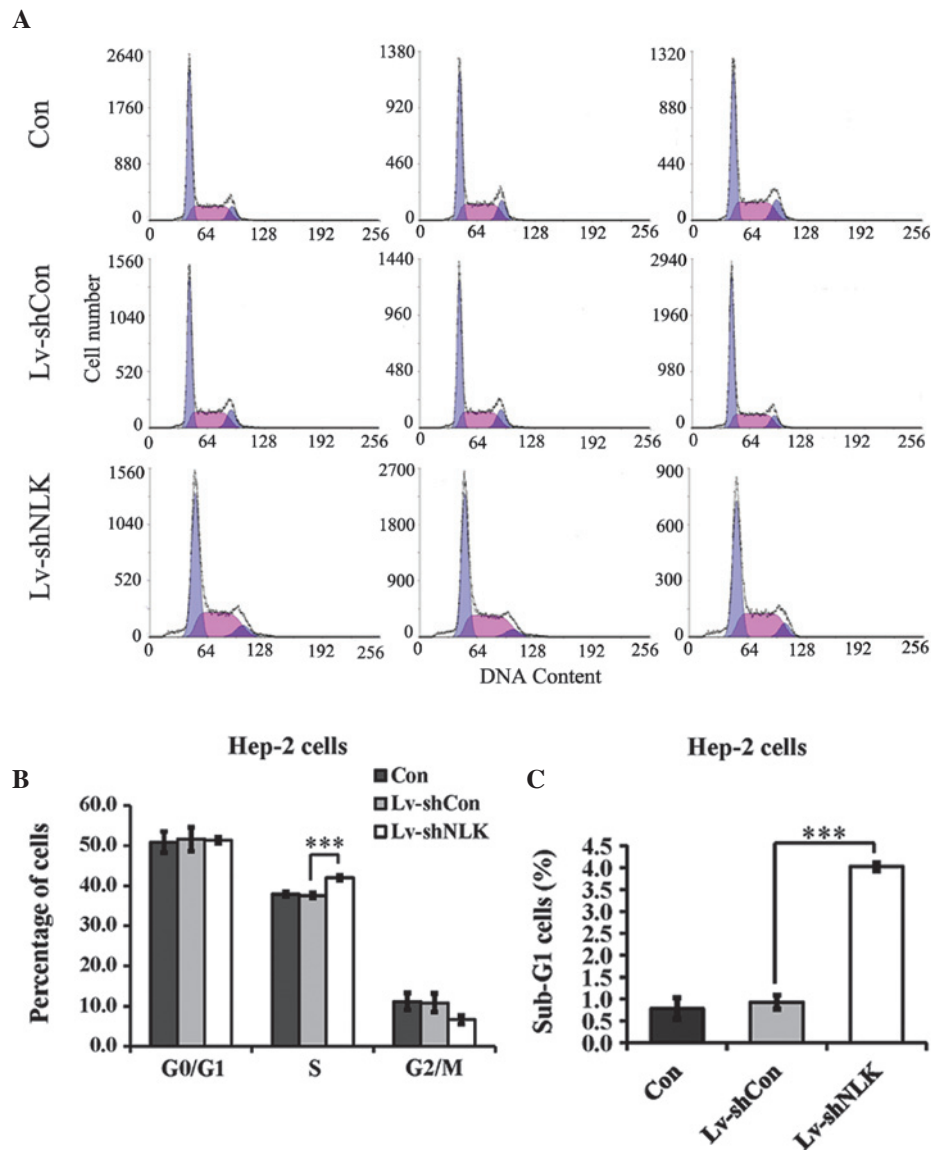 A
Con
2640
1760
880
0
0 64 128 192 256
1380
920
460
0
0 64 128 192 256
1320
880
440
0
0 64 128 192 256
Lv-shCon
Cell number
1560
1040
520
0
0 64 128 192 256
1440
960
480
0
0 64 128 192 256
2940
1960
980
0
0 64 128 192 256
Lv-shNLK
1560
1040
520
0
0 64 128 192 256
2700
1800
900
0
0 64 128 192 256
900
600
300
0
0 64 128 192 256
DNA Content
B
Hep-2 cells
Con
Lv-shCon
Lv-shNLK
Percentage of cells
60.0
50.0
40.0
30.0
20.0
10.0
0.0
***
G0/G1 S G2/M
C
Hep-2 cells
Sub-G1 cells (%)
4.5
4.0
3.5
3.0
2.5
2.0
1.5
1.0
0.5
0.0
***
Con
Lv-shCon
Lv-shNLK